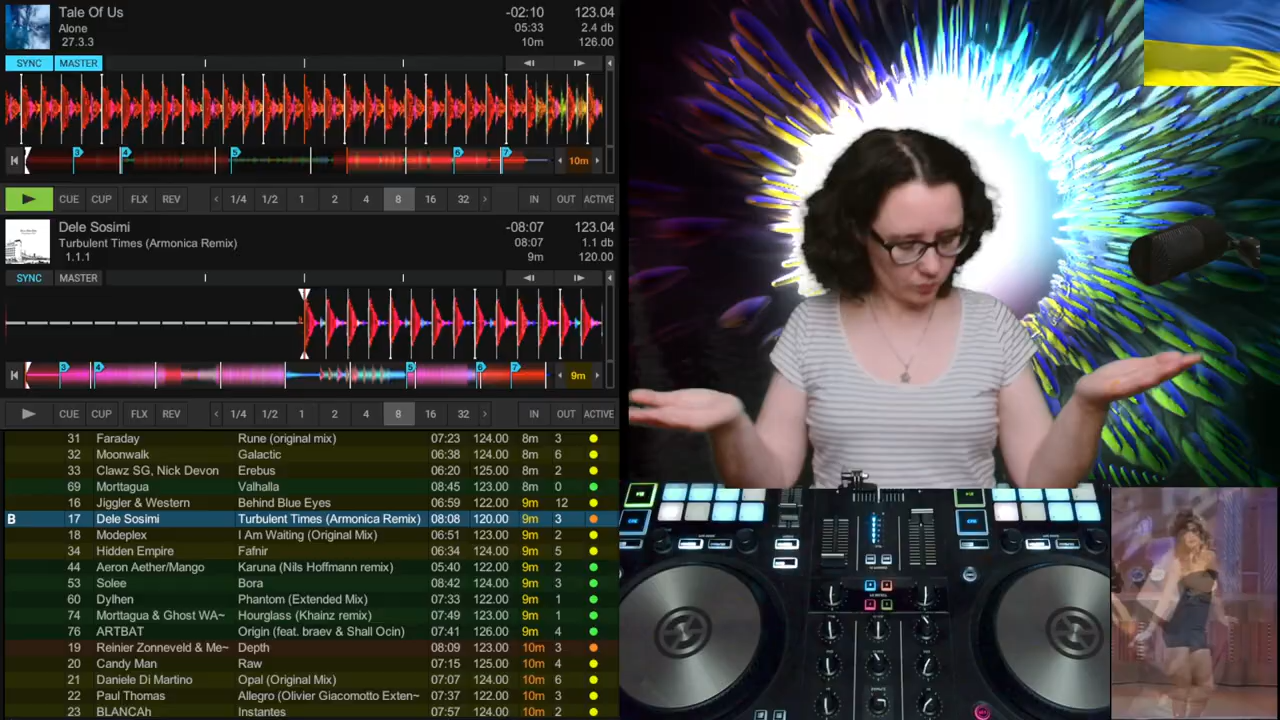 Tale Of Us -02:10 123.04
Alone 05:33 2.4 db
27.3.3 10m 126.00
SYNC MASTER
3 4 5 6 7 10m
CUE CUP FLX REV 1/4 1/2 1 2 4 8 16 32 IN OUT ACTIVE
Dele Sosimi -08:07 123.04
Turbulent Times (Armonica Remix) 08:07 1.1 db
1.1.1 9m 120.00
SYNC MASTER
3 4 5 6 7 9m
CUE CUP FLX REV 1/4 1/2 1 2 4 8 16 32 IN OUT ACTIVE
31 Faraday Rune (original mix) 07:23 124.00 8m 3
32 Moonwalk Galactic 06:38 124.00 8m 6
33 Clawz SG, Nick Devon Erebus 06:20 125.00 8m 2
69 Morttagua Valhalla 08:45 123.00 8m 0
16 Jiggler & Western Behind Blue Eyes 06:59 122.00 9m 12
B 17 Dele Sosimi Turbulent Times (Armonica Remix) 08:08 120.00 9m 3
18 Modeplex I Am Waiting (Original Mix) 06:51 123.00 9m 2
34 Hidden Empire Fafnir 06:34 124.00 9m 5
44 Aeron Aether/Mango Karuna (Nils Hoffmann remix) 05:40 122.00 9m 2
53 Solee Bora 08:42 124.00 9m 3
60 Dylhen Phantom (Extended Mix) 07:33 122.00 9m 1
74 Morttagua & Ghost WA~ Hourglass (Khainz remix) 07:49 123.00 9m 1
76 ARTBAT Origin (feat. braev & Shall Ocin) 07:41 126.00 9m 4
19 Reinier Zonneveld & Me~ Depth 08:09 123.00 10m 3
20 Candy Man Raw 07:15 125.00 10m 4
21 Daniele Di Martino Opal (Original Mix) 07:07 124.00 10m 6
22 Paul Thomas Allegro (Olivier Giacomotto Exten~ 07:37 122.00 10m 3
23 BLANCAh Instantes 07:57 124.00 10m 2